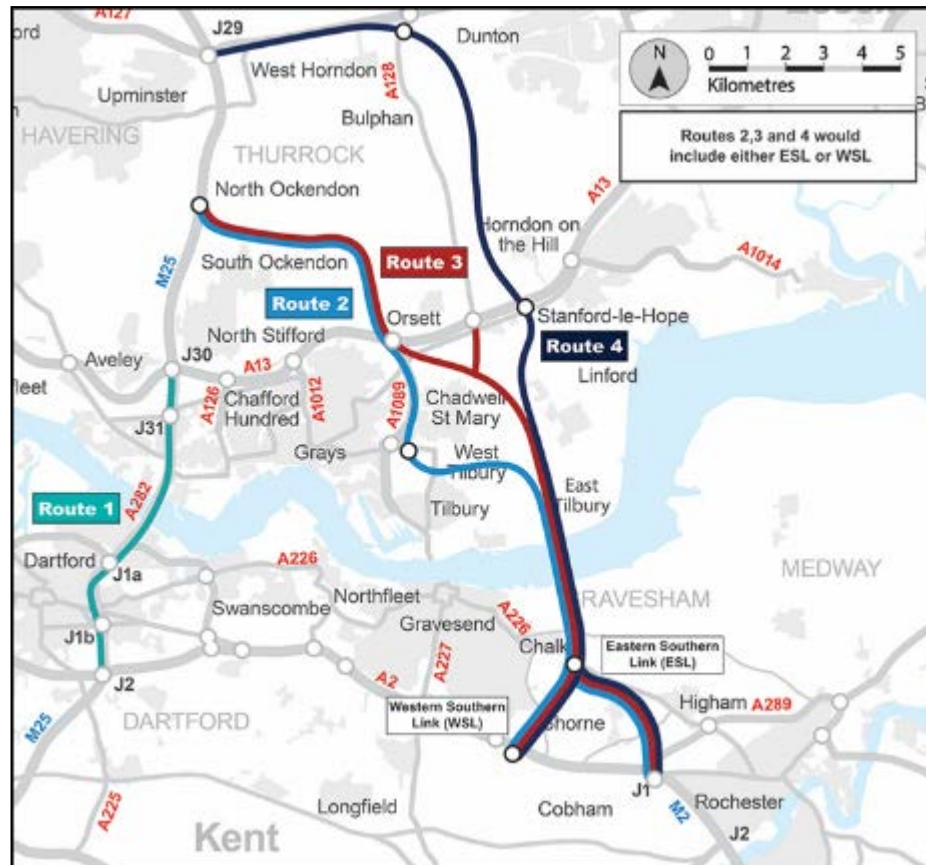 A127
J29
Dunton
West Horndon
A128
Upminster
Bulphan
HAVERING
THURROCK
N
0 1 2 3 4 5
Kilometres
Routes 2,3 and 4 would
include either ESL or WSL
North Ockendon
A13
Horndon on
the Hill
A1014
M25
South Ockendon
Route 3
Route 2
Orsett
Stanford-le-Hope
North Stifford
Route 4
Aveley
J30
A13
Linford
fleet
A126
Chafford
Hundred
A1012
A1089
Chadwell
St Mary
J31
Grays
West
Tilbury
Route 1
A282
Tilbury
East
Tilbury
Dartford
J1a
A226
MEDWAY
Northfleet
Swanscombe
RAVESHAM
A226
Gravesend
J1b
Chalk
Eastern Southern
Link (ESL)
A227
J2
A2
Higham
A289
Western Southern
Link (WSL)
horne
M25
DARTFORD
J1
Cobham
M2
Rochester
Longfield
A225
J2
Kent